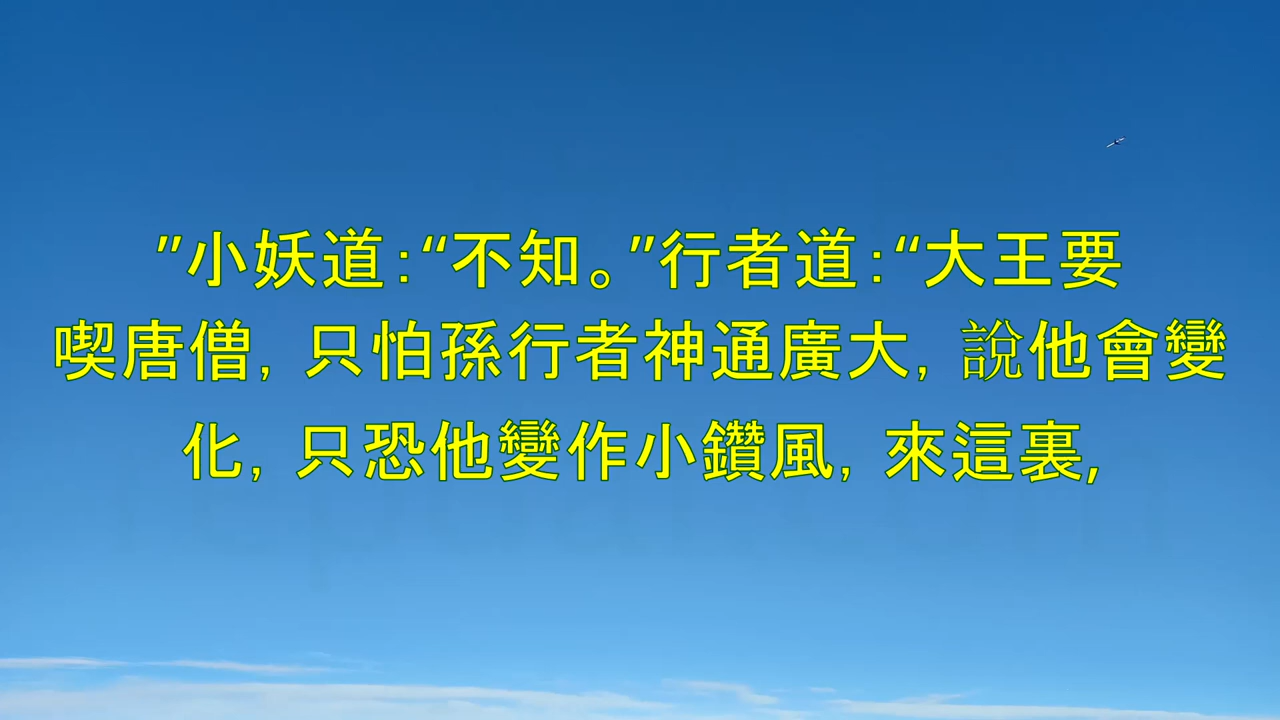 ”小妖道：“不知。”行者道：“大王要
喫唐僧，只怕孫行者神通廣大，說他會變
化，只恐他變作小鑽風，來這裏,